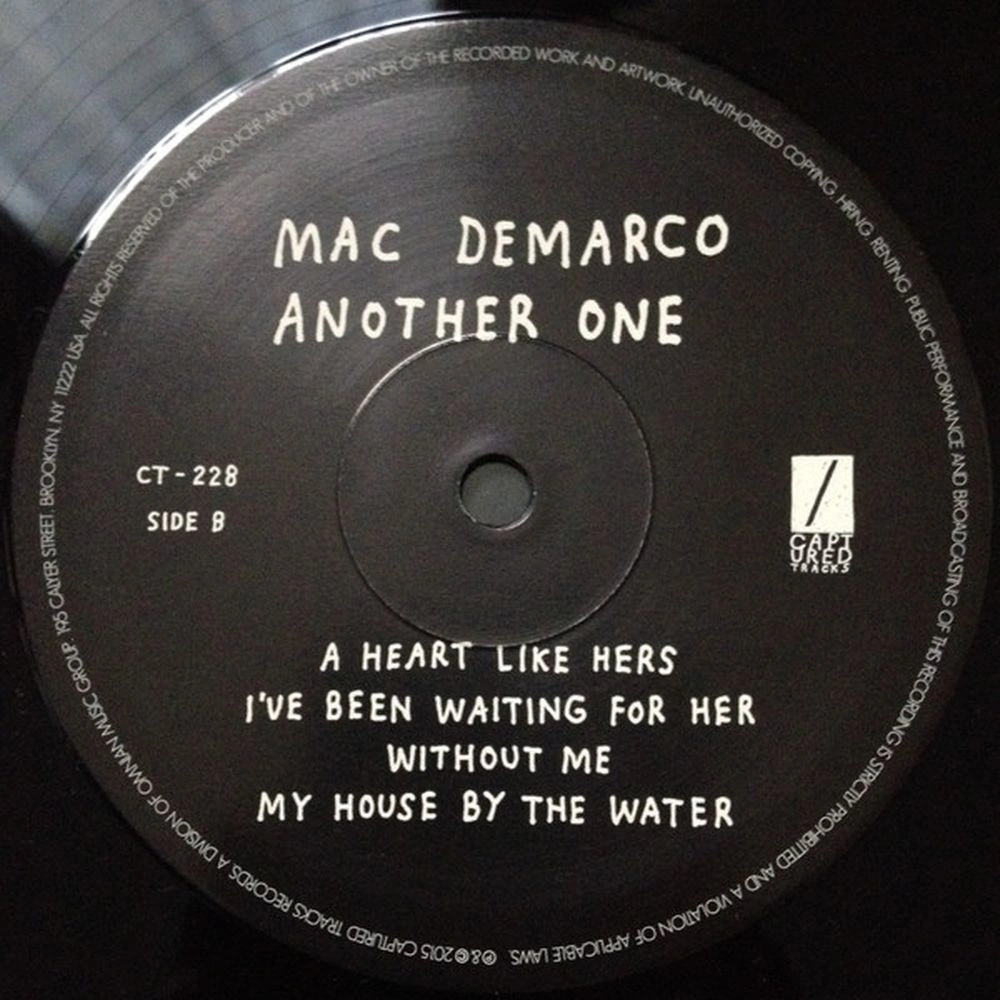 MAC DEMARCO
ANOTHER ONE
CT-228
SIDE B
CAPT
URED
TRACKS
A HEART LIKE HERS
I'VE BEEN WAITING FOR HER
WITHOUT ME
MY HOUSE BY THE WATER
℗&©2015 CAPTURED TRACKS RECORDS. A DIVISION OF OMNIAN MUSIC GROUP. 195 CALYER STREET. BROOKLYN, NY 11222 USA. ALL RIGHTS RESERVED OF THE PRODUCER AND OF THE OWNER OF THE RECORDED WORK AND ARTWORK. UNAUTHORIZED COPYING, HIRING, RENTING, PUBLIC PERFORMANCE AND BROADCASTING OF THIS RECORDING IS STRICTLY PROHIBITED AND A VIOLATION OF APPLICABLE LAWS.